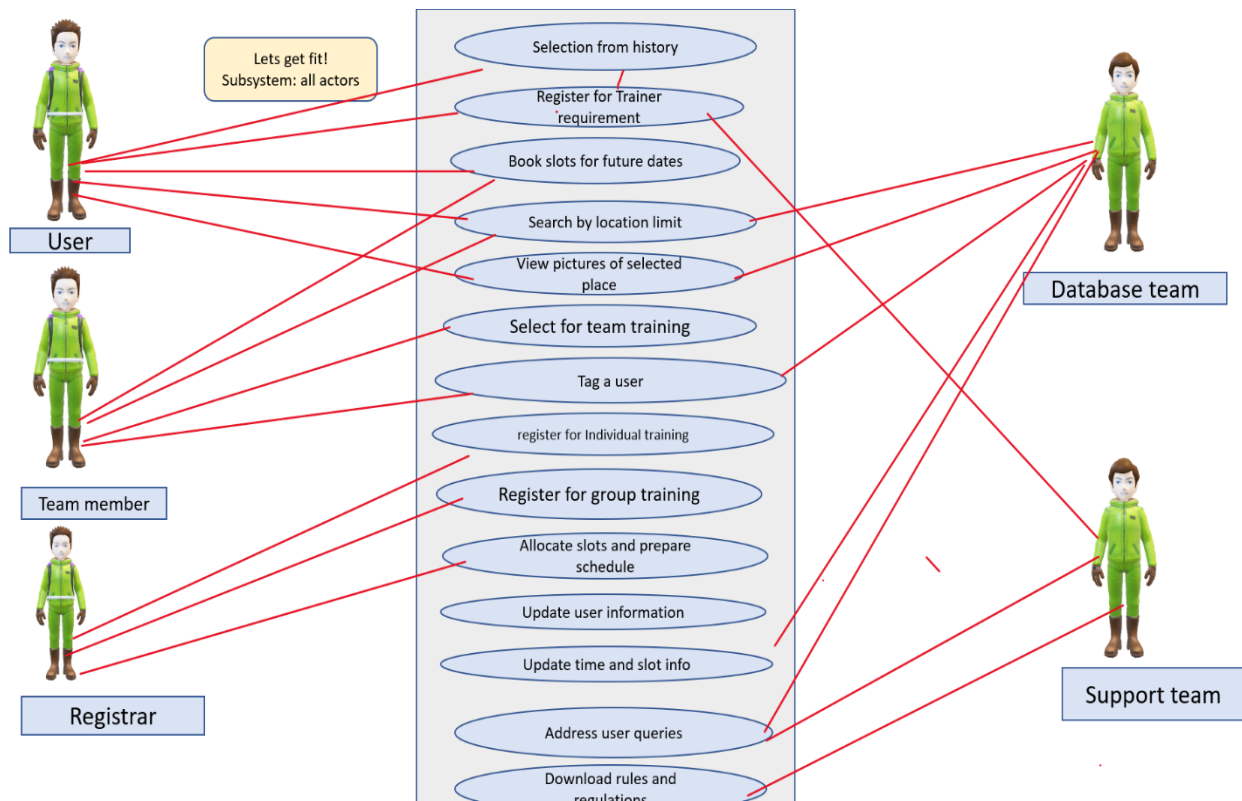 Lets get fit!
Subsystem: all actors
User
Team member
Registrar
Selection from history
Register for Trainer
requirement
Book slots for future dates
Search by location limit
View pictures of selected
place
Select for team training
Tag a user
register for Individual training
Register for group training
Allocate slots and prepare
schedule
Update user information
Update time and slot info
Address user queries
Download rules and
regulations
Database team
Support team